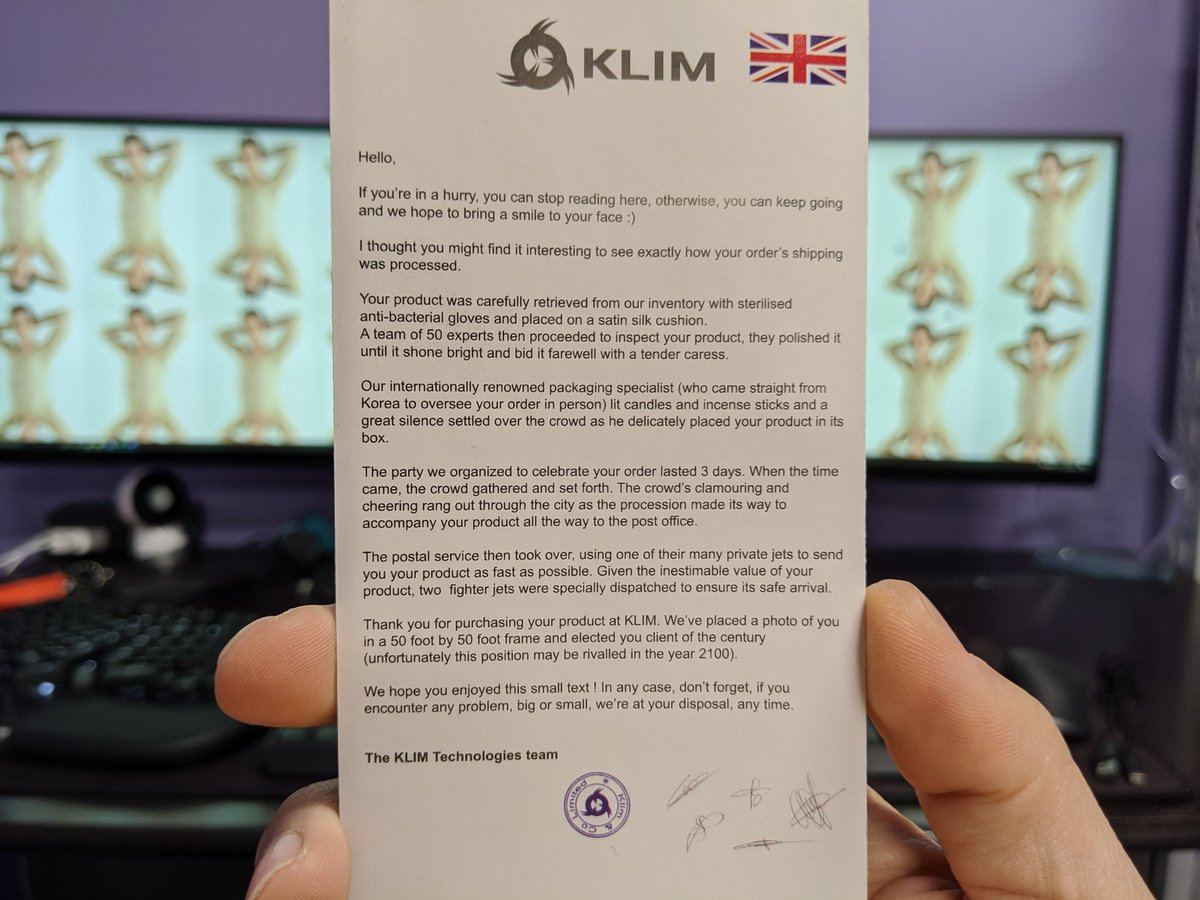 KLIM
Hello,
If you're in a hurry, you can stop reading here, otherwise, you can keep going
and we hope to bring a smile to your face :)
I thought you might find it interesting to see exactly how your order's shipping
was processed.
Your product was carefully retrieved from our inventory with sterilised
anti-bacterial gloves and placed on a satin silk cushion.
A team of 50 experts then proceeded to inspect your product, they polished it
until it shone bright and bid it farewell with a tender caress.
Our internationally renowned packaging specialist (who came straight from
Korea to oversee your order in person) lit candles and incense sticks and a
great silence settled over the crowd as he delicately placed your product in its
box.
The party we organized to celebrate your order lasted 3 days. When the time
came, the crowd gathered and set forth. The crowd's clamouring and
cheering rang out through the city as the procession made its way to
accompany your product all the way to the post office.
The postal service then took over, using one of their many private jets to send
you your product as fast as possible. Given the inestimable value of your
product, two fighter jets were specially dispatched to ensure its safe arrival.
Thank you for purchasing your product at KLIM. We've placed a photo of you
in a 50 foot by 50 foot frame and elected you client of the century
(unfortunately this position may be rivalled in the year 2100).
We hope you enjoyed this small text ! In any case, don't forget, if you
encounter any problem, big or small, we're at your disposal, any time.
The KLIM Technologies team
Klim & Co Limited